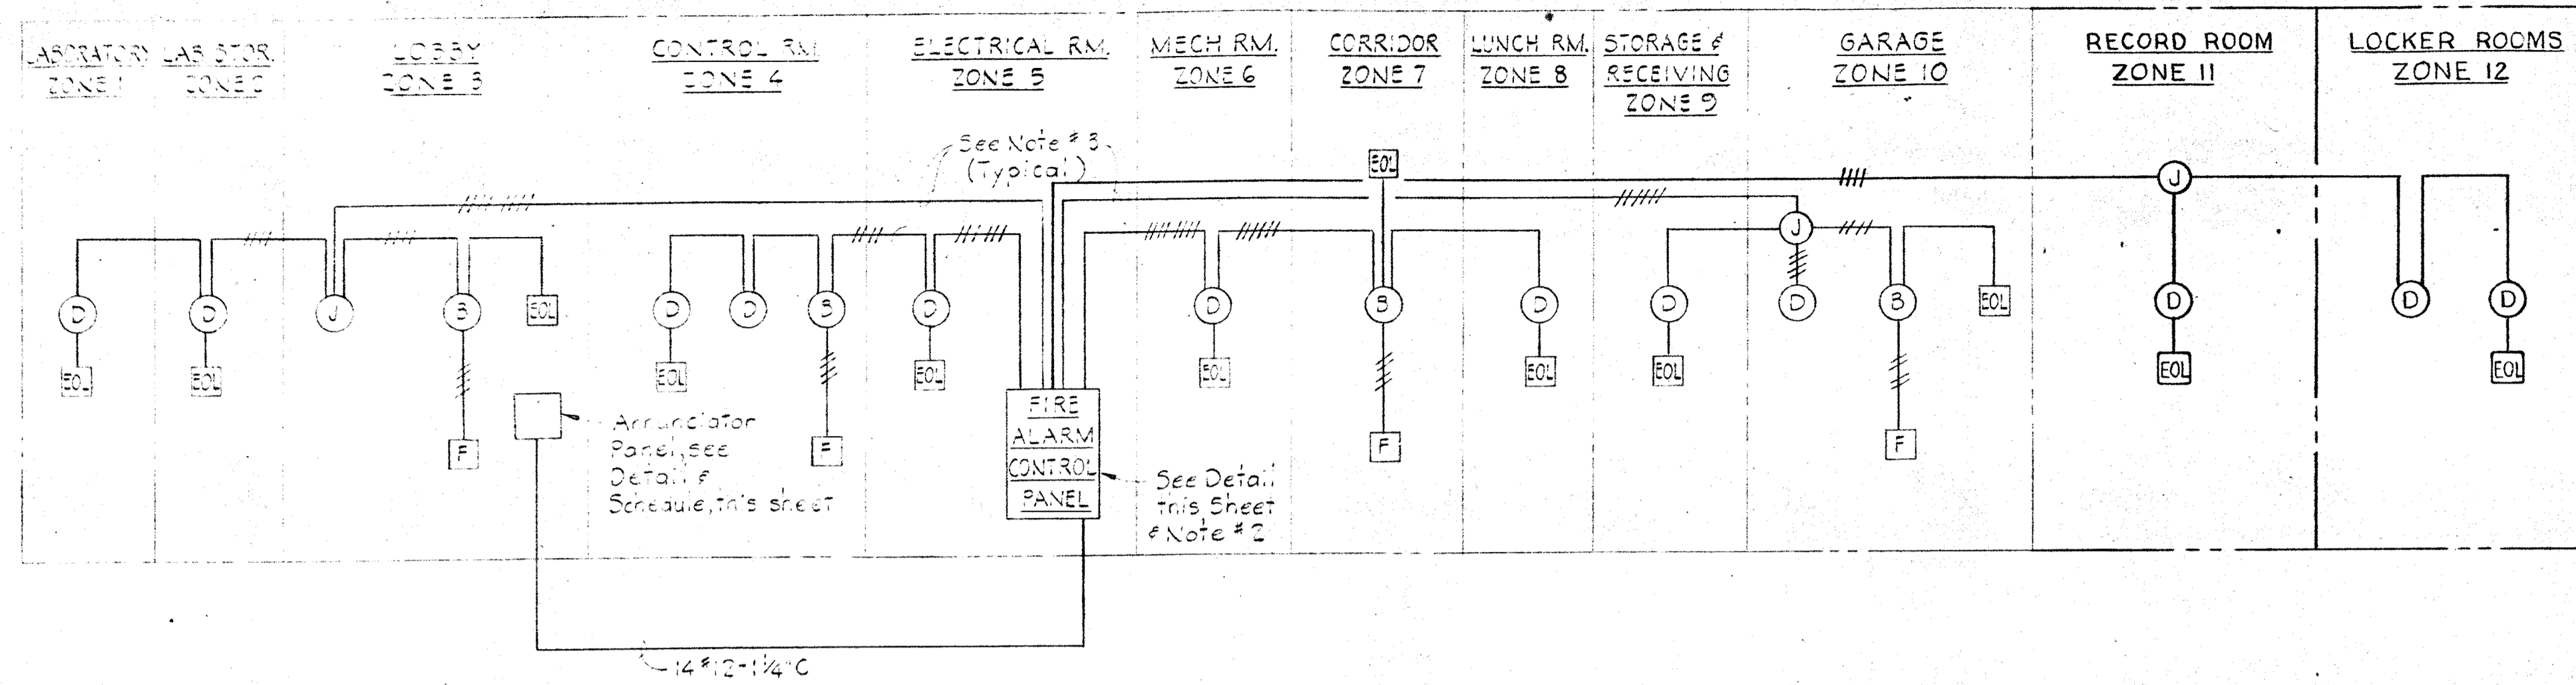 LABORATORY
ZONE 1
LAB STOR.
ZONE 2
LOBBY
ZONE 3
CONTROL RM.
ZONE 4
ELECTRICAL RM.
ZONE 5
MECH RM.
ZONE 6
CORRIDOR
ZONE 7
LUNCH RM.
ZONE 8
STORAGE &
RECEIVING
ZONE 9
GARAGE
ZONE 10
RECORD ROOM
ZONE 11
LOCKER ROOMS
ZONE 12
See Note #3
(Typical)
EOL
J
J
D
D
J
B
EOL
D
D
B
D
D
B
D
D
D
B
EOL
D
D
D
EOL
EOL
EOL
EOL
EOL
EOL
EOL
EOL
EOL
F
F
F
F
Annunciator
Panel, see
Detail &
Schedule, this sheet
FIRE
ALARM
CONTROL
PANEL
See Detail
this Sheet
& Note #2
14#12-1¼"C